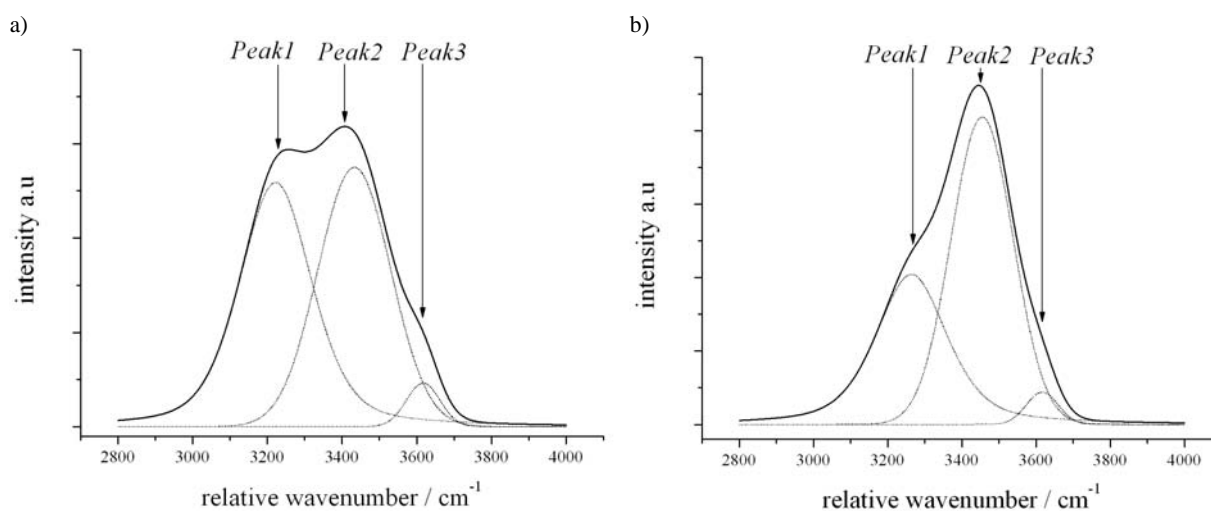 a)
Peak1 Peak2 Peak3
intensity a.u
2800 3000 3200 3400 3600 3800 4000
relative wavenumber / cm⁻¹
b)
Peak1 Peak2 Peak3
intensity a.u
2800 3000 3200 3400 3600 3800 4000
relative wavenumber / cm⁻¹